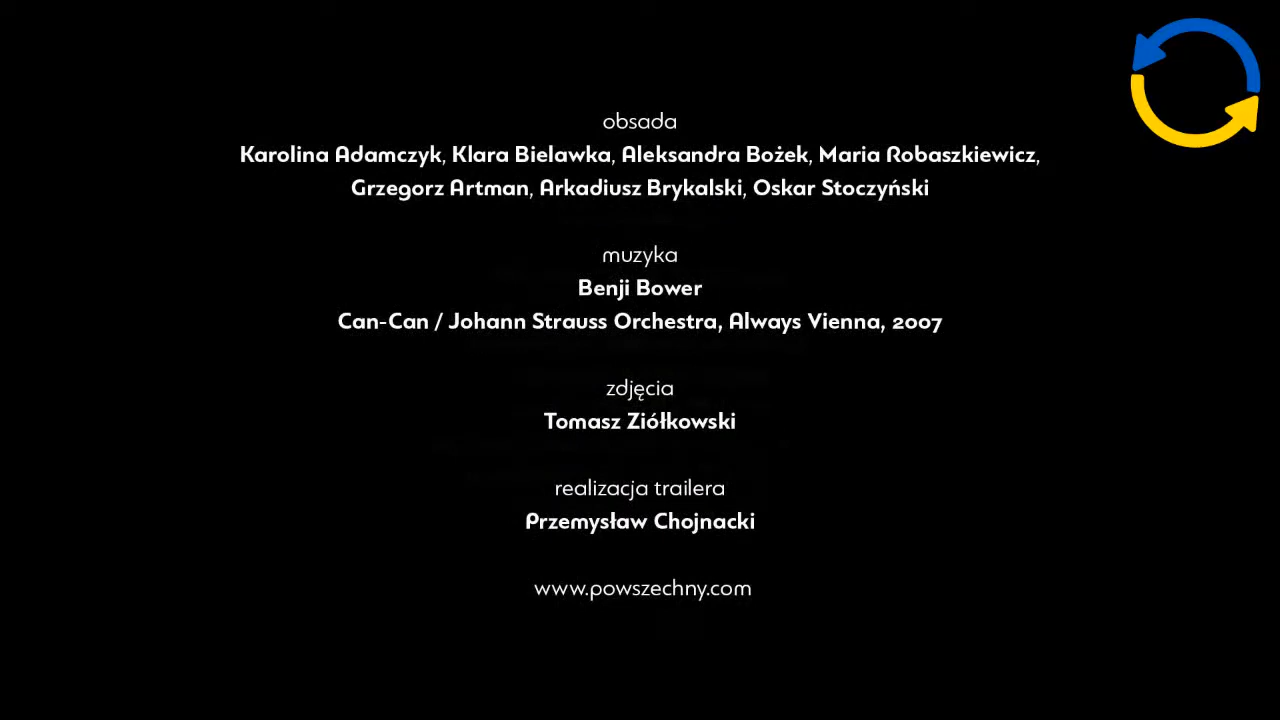 obsada
Karolina Adamczyk, Klara Bielawka, Aleksandra Bożek, Maria Robaszkiewicz,
Grzegorz Artman, Arkadiusz Brykalski, Oskar Stoczyński
muzyka
Benji Bower
Can-Can / Johann Strauss Orchestra, Always Vienna, 2007
zdjęcia
Tomasz Ziółkowski
realizacja trailera
Przemysław Chojnacki
www.powszechny.com